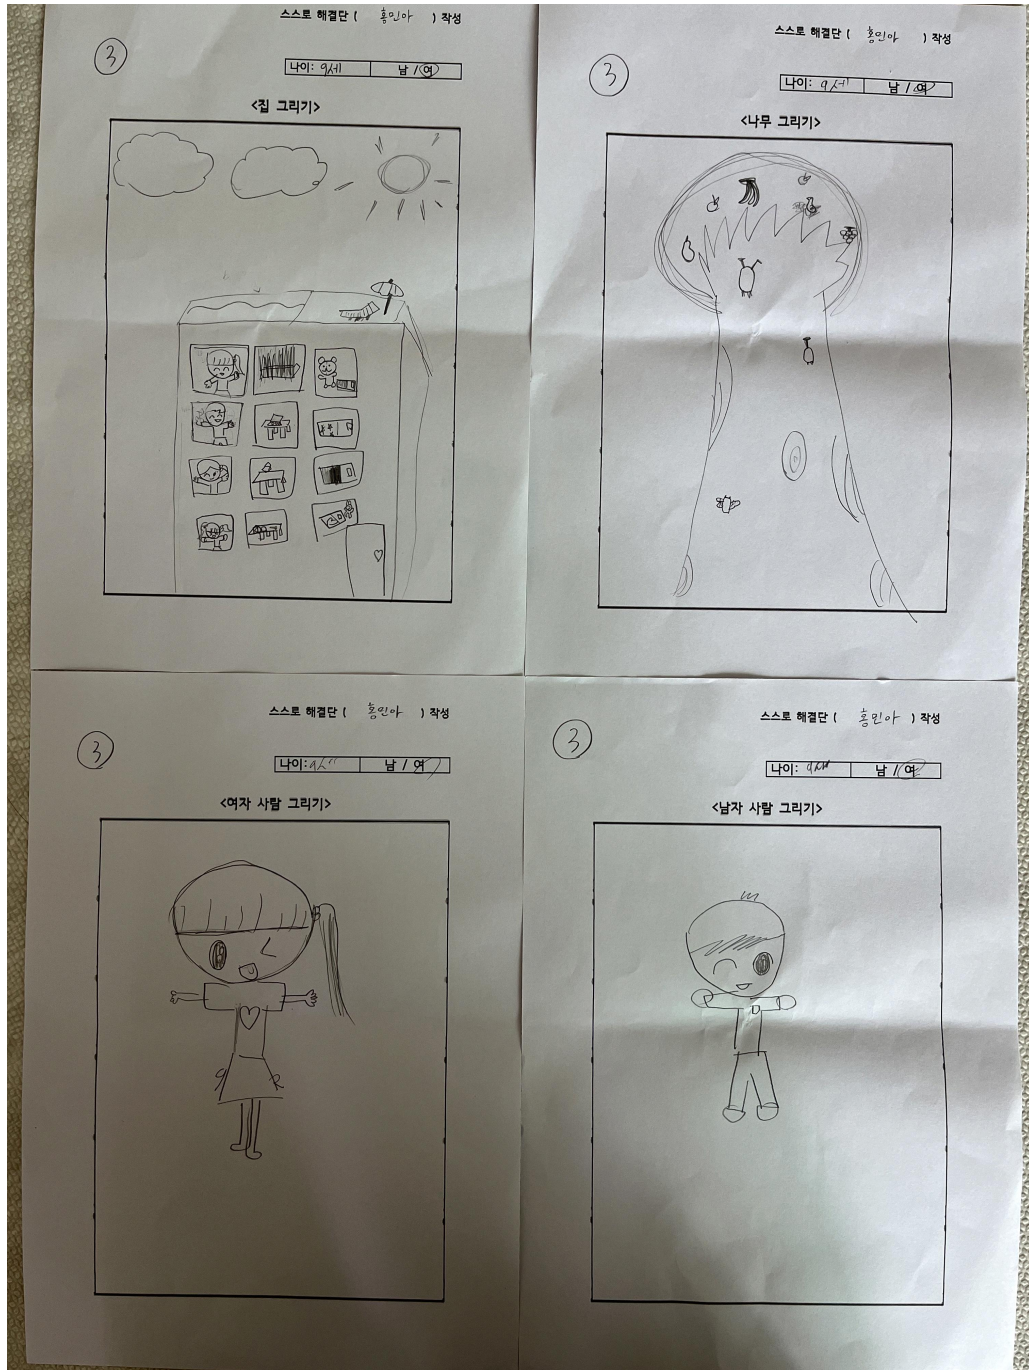 스스로 해결단 ( 홍민아 ) 작성
③
나이: 9세 남 / 여
<집 그리기>
스스로 해결단 ( 홍민아 ) 작성
③
나이: 9세 남 / 여
<나무 그리기>
스스로 해결단 ( 홍민아 ) 작성
③
나이: 9세 남 / 여
<여자 사람 그리기>
스스로 해결단 ( 홍민아 ) 작성
③
나이: 9세 남 / 여
<남자 사람 그리기>